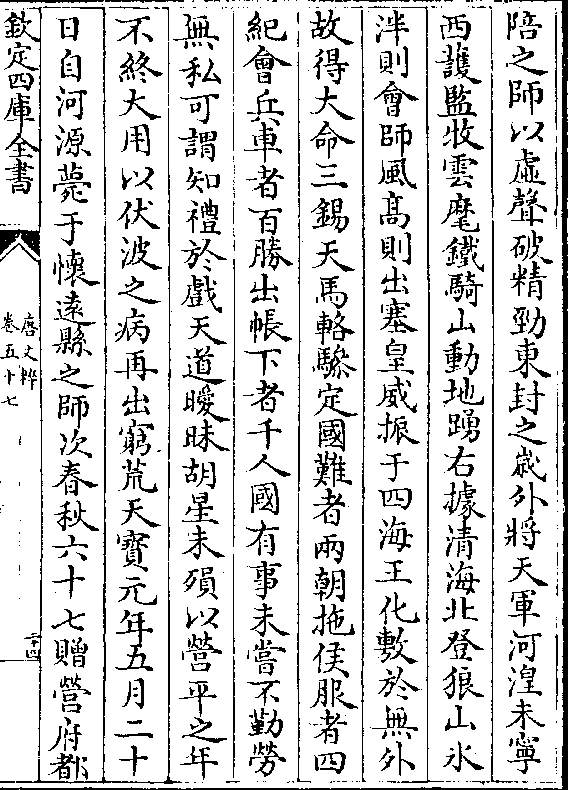 陪之師以虛聲破精勁東封之歲外將天軍河湟未寧
西䕶監牧雲麾鐵騎山動地踴右據清海北登狼山氷
泮則會師風髙則出塞皇威振于四海王化敷於無外
故得大命三錫天馬輅驂定國難者兩朝拖侯服者四
紀會兵車者百勝出帳下者千人國有事未嘗不勤勞
無私可謂知禮於戲天道曖昧胡星未殞以營平之年
不終大用以伏波之病再出窮荒天寳元年五月二十
日自河源薨于懷遠縣之師次春秋六十七贈營府都
欽定四庫全書
唐文粹
卷五十七
二十四